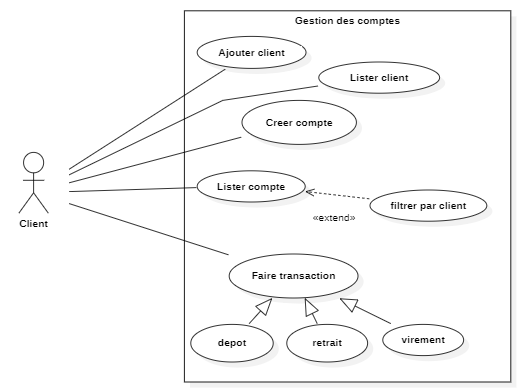 Gestion des comptes
Ajouter client
Lister client
Creer compte
Lister compte
filtrer par client
«extend»
Client
Faire transaction
depot
retrait
virement